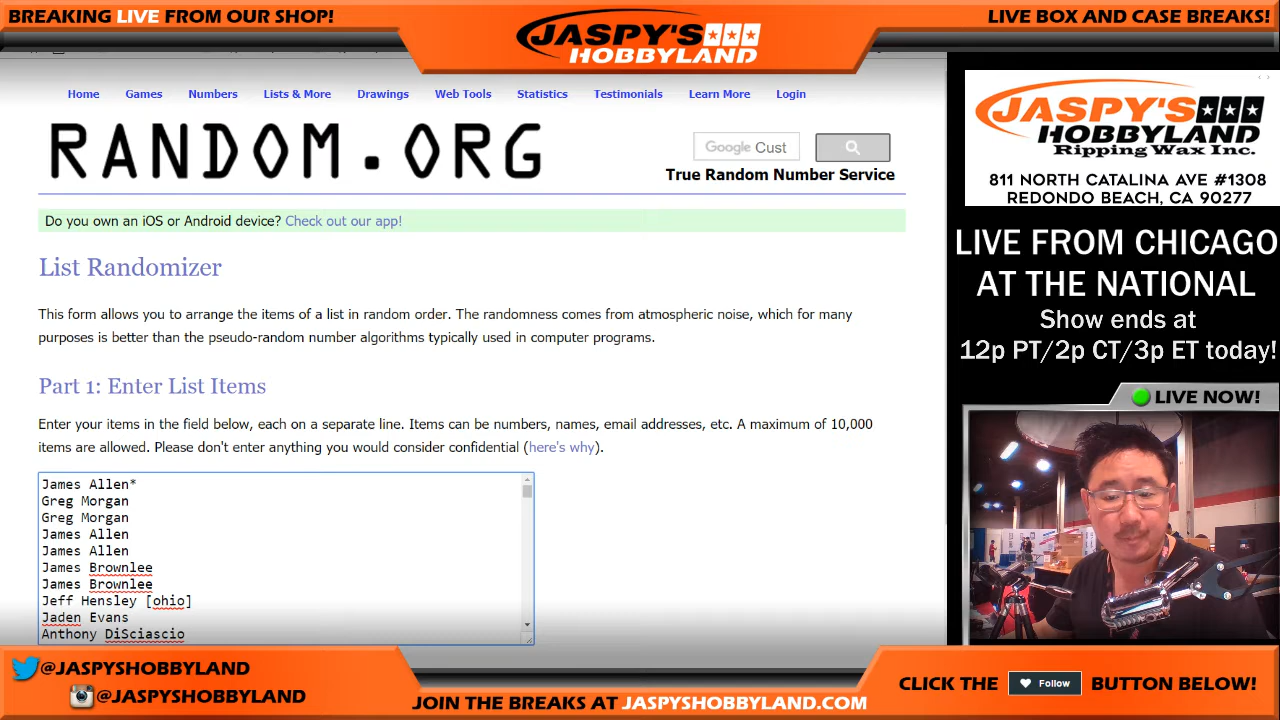 BREAKING LIVE FROM OUR SHOP!
JASPY'S
HOBBYLAND
LIVE BOX AND CASE BREAKS!
Home Games Numbers Lists & More Drawings Web Tools Statistics Testimonials Learn More Login
RANDOM.ORG
Google Cust
True Random Number Service
Do you own an iOS or Android device? Check out our app!
List Randomizer
This form allows you to arrange the items of a list in random order. The randomness comes from atmospheric noise, which for many
purposes is better than the pseudo-random number algorithms typically used in computer programs.
Part 1: Enter List Items
Enter your items in the field below, each on a separate line. Items can be numbers, names, email addresses, etc. A maximum of 10,000
items are allowed. Please don't enter anything you would consider confidential (here's why).
James Allen*
Greg Morgan
Greg Morgan
James Allen
James Allen
James Brownlee
James Brownlee
Jeff Hensley [ohio]
Jaden Evans
Anthony DiSciascio
JASPY'S
HOBBYLAND
Ripping Wax Inc.
811 NORTH CATALINA AVE #1308
REDONDO BEACH, CA 90277
LIVE FROM CHICAGO
AT THE NATIONAL
Show ends at
12p PT/2p CT/3p ET today!
LIVE NOW!
@JASPYSHOBBYLAND
@JASPYSHOBBYLAND
JOIN THE BREAKS AT JASPYSHOBBYLAND.COM
CLICK THE Follow BUTTON BELOW!